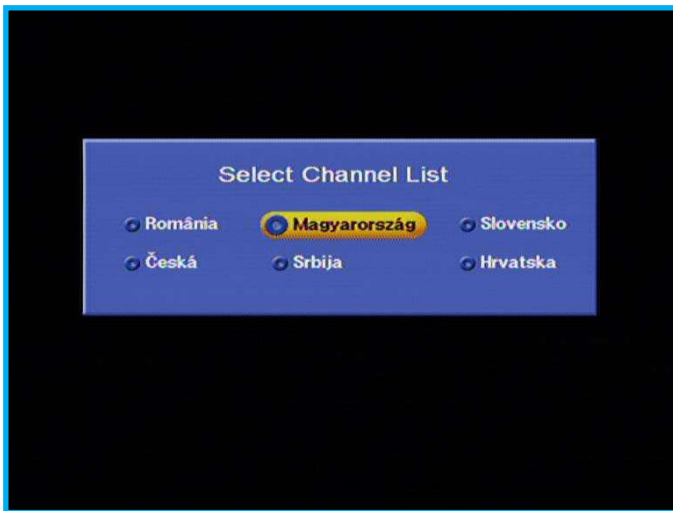 Select Channel List
România Magyarország Slovensko
Česká Srbija Hrvatska